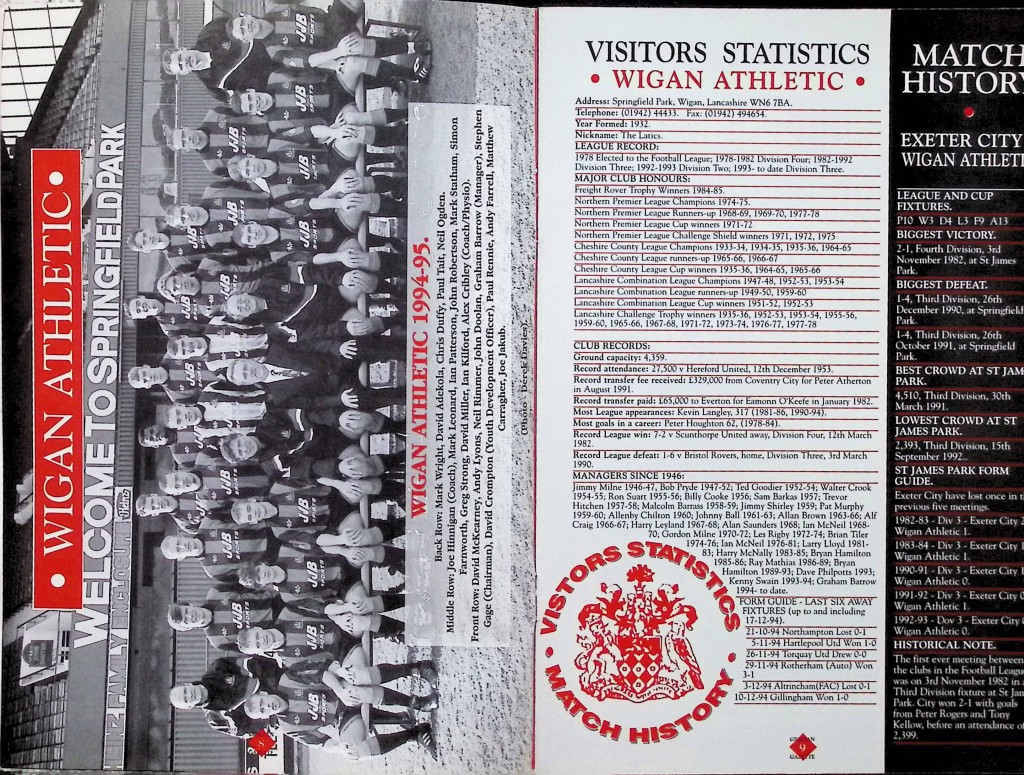 • WIGAN ATHLETIC •
WELCOME TO SPRINGFIELD PARK
WIGAN ATHLETIC 1994-95.
Back Row: Mark Wright, David Adekola, Chris Duffy, Paul Tait, Neil Ogden.
Middle Row: Joe Hinnigan (Coach), Mark Leonard, Ian Patterson, John Robertson, Mark Statham, Simon
Farnworth, Greg Strong, David Miller, Ian Kilford, Alex Cribley (Coach/Physio).
Front Row: David McKearney, Andy Lyons, Neil Rimmer, John Doolan, Graham Barrow (Manager), Stephen
Gage (Chairman), David Crompton (Youth Development Officer), Paul Rennie, Andy Farrell, Matthew
Carragher, Joe Jakub.
(Photo - Derek Davies).
8
VISITORS STATISTICS
• WIGAN ATHLETIC •
Address: Springfield Park, Wigan, Lancashire WN6 7BA.
Telephone: (01942) 44433. Fax: (01942) 494654.
Year Formed: 1932.
Nickname: The Latics.
LEAGUE RECORD:
1978 Elected to the Football League; 1978-1982 Division Four; 1982-1992
Division Three; 1992-1993 Division Two; 1993- to date Division Three.
MAJOR CLUB HONOURS:
Freight Rover Trophy Winners 1984-85.
Northern Premier League Champions 1974-75.
Northern Premier League Runners-up 1968-69, 1969-70, 1977-78
Northern Premier League Cup winners 1971-72
Northern Premier League Challenge Shield winners 1971, 1972, 1975
Cheshire County League Champions 1933-34, 1934-35, 1935-36, 1964-65
Cheshire County League runners-up 1965-66, 1966-67
Cheshire County League Cup winners 1935-36, 1964-65, 1965-66
Lancashire Combination League Champions 1947-48, 1952-53, 1953-54
Lancashire Combination League runners-up 1949-50, 1959-60
Lancashire Combination League Cup winners 1951-52, 1952-53
Lancashire Challenge Trophy winners 1935-36, 1952-53, 1953-54, 1955-56,
1959-60, 1965-66, 1967-68, 1971-72, 1973-74, 1976-77, 1977-78
CLUB RECORDS:
Ground capacity: 4,359.
Record attendance: 27,500 v Hereford United, 12th December 1953.
Record transfer fee received: £329,000 from Coventry City for Peter Atherton
in August 1991.
Record transfer paid: £65,000 to Everton for Eamonn O'Keefe in January 1982.
Most League appearances: Kevin Langley, 317 (1981-86, 1990-94).
Most goals in a career: Peter Houghton 62, (1978-84).
Record League win: 7-2 v Scunthorpe United away, Division Four, 12th March
1982.
Record League defeat: 1-6 v Bristol Rovers, home, Division Three, 3rd March
1990.
MANAGERS SINCE 1946:
Jimmy Milne 1946-47, Bob Pryde 1947-52; Ted Goodier 1952-54; Walter Crook
1954-55; Ron Suart 1955-56; Billy Cooke 1956; Sam Barkas 1957; Trevor
Hitchen 1957-58; Malcolm Barrass 1958-59; Jimmy Shirley 1959; Pat Murphy
1959-60; Allenby Chilton 1960; Johnny Ball 1961-63; Allan Brown 1963-66; Alf
Craig 1966-67; Harry Leyland 1967-68; Alan Saunders 1968; Ian McNeil 1968-
70; Gordon Milne 1970-72; Les Rigby 1972-74; Brian Tiler
1974-76; Ian McNeil 1976-81; Larry Lloyd 1981-
83; Harry McNally 1983-85; Bryan Hamilton
1985-86; Ray Mathias 1986-89; Bryan
Hamilton 1989-93; Dave Philpotts 1993;
Kenny Swain 1993-94; Graham Barrow
1994- to date.
FORM GUIDE - LAST SIX AWAY
FIXTURES (up to and including
17-12-94).
21-10-94 Northampton Lost 0-1
5-11-94 Hartlepool Utd Won 1-0
26-11-94 Torquay Utd Drew 0-0
29-11-94 Rotherham (Auto) Won
3-1
3-12-94 Altrincham(FAC) Lost 0-1
10-12-94 Gillingham Won 1-0
VISITORS STATISTICS
• MATCH HISTORY •
9
MATCH
HISTORY
•
EXETER CITY
WIGAN ATHLETI
LEAGUE AND CUP
FIXTURES.
P10 W3 D4 L3 F9 A13
BIGGEST VICTORY.
2-1, Fourth Division, 3rd
November 1982, at St James
Park.
BIGGEST DEFEAT.
1-4, Third Division, 26th
December 1990, at Springfield
Park.
1-4, Third Division, 26th
October 1991, at Springfield
Park.
BEST CROWD AT ST JAM
PARK.
4,510, Third Division, 30th
March 1991.
LOWEST CROWD AT ST
JAMES PARK.
2,393, Third Division, 15th
September 1992..
ST JAMES PARK FORM
GUIDE.
Exeter City have lost once in t
previous five meetings.
1982-83 - Div 3 - Exeter City 2
Wigan Athletic 1.
1983-84 - Div 3 - Exeter City 1
Wigan Athletic 1.
1990-91 - Div 3 - Exeter City 1
Wigan Athletic 0.
1991-92 - Div 3 - Exeter City 0
Wigan Athletic 1.
1992-93 - Dov 3 - Exeter City 0
Wigan Athletic 0.
HISTORICAL NOTE.
The first ever meeting between
the clubs in the Football League
was on 3rd November 1982 in
Third Division fixture at St Jam
Park. City won 2-1 with goals
from Peter Rogers and Tony
Kellow, before an attendance of
2,399.